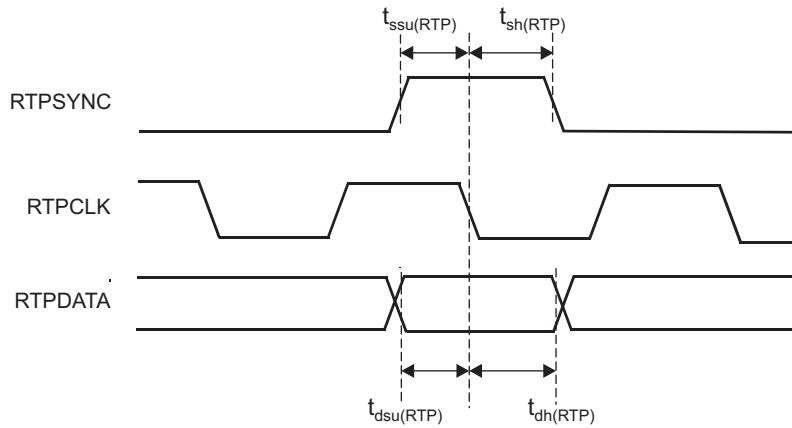 tssu(RTP)
tsh(RTP)
RTPSYNC
RTPCLK
RTPDATA
tdsu(RTP)
tdh(RTP)